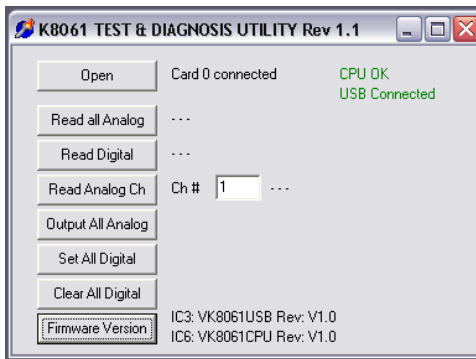 K8061 TEST & DIAGNOSIS UTILITY Rev 1.1
Open Card 0 connected CPU OK
USB Connected
Read all Analog ---
Read Digital ---
Read Analog Ch Ch # 1 ---
Output All Analog
Set All Digital
Clear All Digital
Firmware Version IC3: VK8061USB Rev: V1.0
IC6: VK8061CPU Rev: V1.0